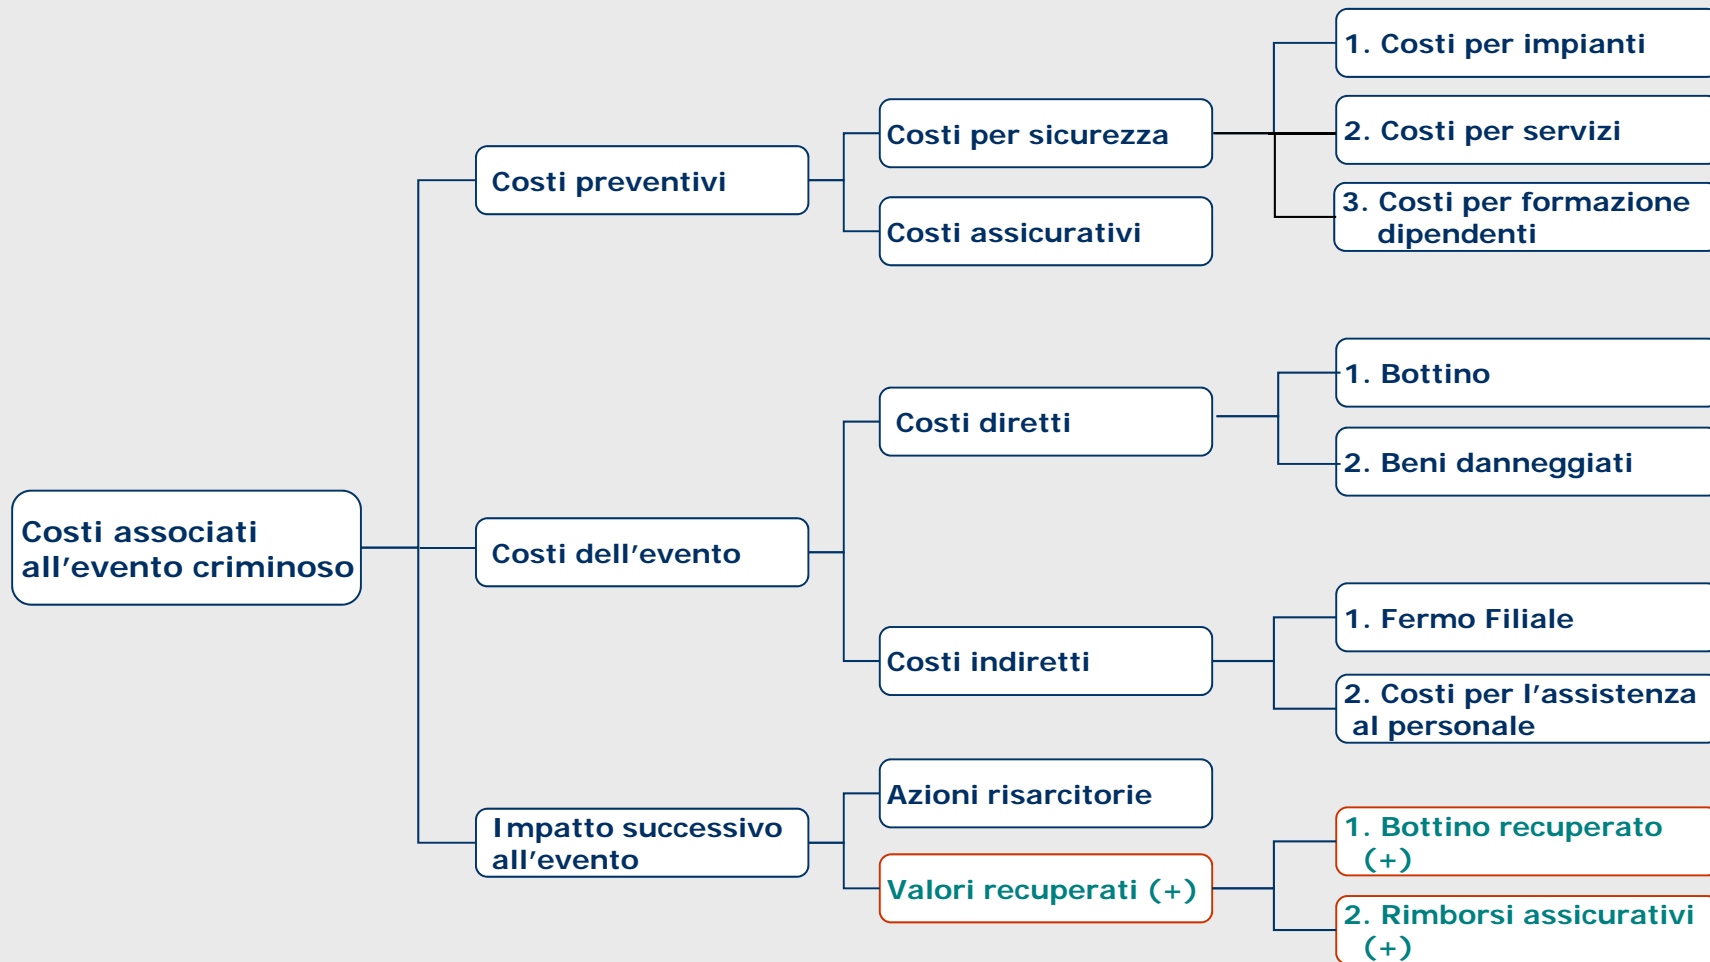 Costi associati
all’evento criminoso
Costi preventivi
Costi per sicurezza
1. Costi per impianti
2. Costi per servizi
3. Costi per formazione
dipendenti
Costi assicurativi
Costi dell’evento
Costi diretti
1. Bottino
2. Beni danneggiati
Costi indiretti
1. Fermo Filiale
2. Costi per l’assistenza
al personale
Impatto successivo
all’evento
Azioni risarcitorie
Valori recuperati (+)
1. Bottino recuperato
(+)
2. Rimborsi assicurativi
(+)